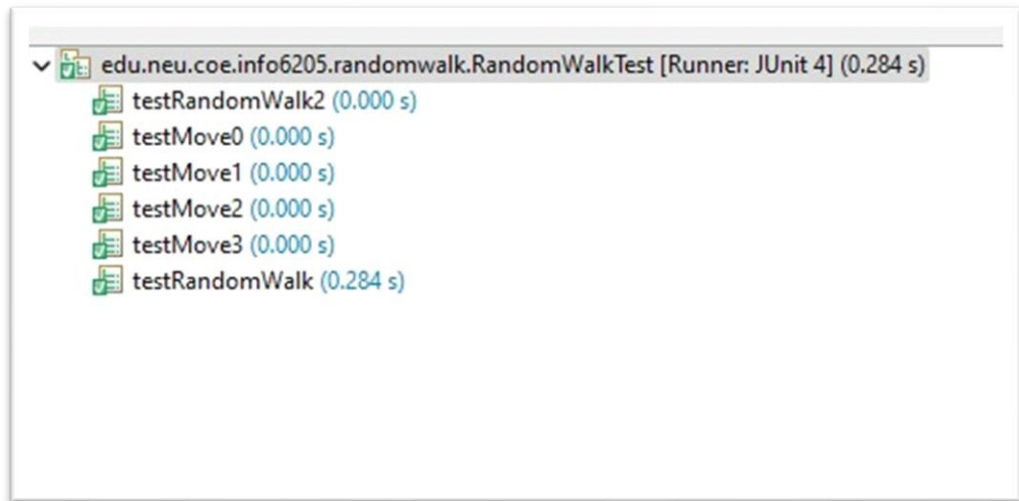 edu.neu.coe.info6205.randomwalk.RandomWalkTest [Runner: JUnit 4] (0.284 s)
testRandomWalk2 (0.000 s)
testMove0 (0.000 s)
testMove1 (0.000 s)
testMove2 (0.000 s)
testMove3 (0.000 s)
testRandomWalk (0.284 s)